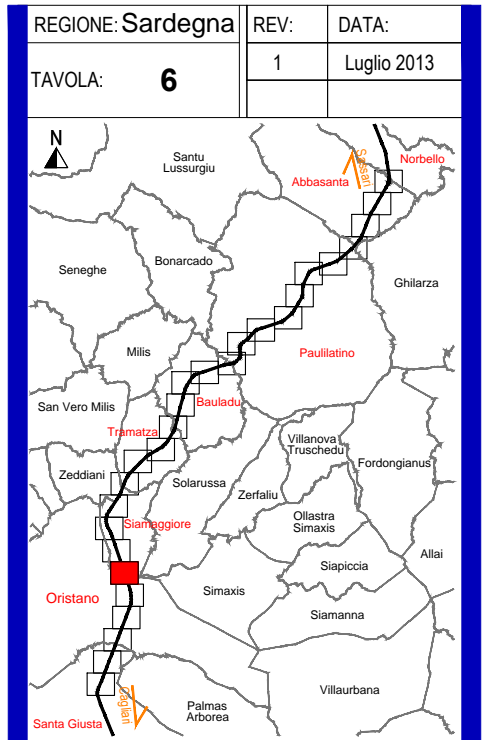 REGIONE: Sardegna REV: DATA:
TAVOLA: 6 1 Luglio 2013
N
Santu
Lussurgiu
Sassari
Norbello
Abbasanta
Bonarcado
Seneghe
Ghilarza
Milis
Paulilatino
San Vero Milis
Bauladu
Tramatza
Villanova
Truschedu
Fordongianus
Zeddiani
Solarussa
Zerfaliu
Ollastra
Simaxis
Siamaggiore
Allai
Siapiccia
Simaxis
Oristano
Siamanna
Cagliari
Villaurbana
Palmas
Arborea
Santa Giusta